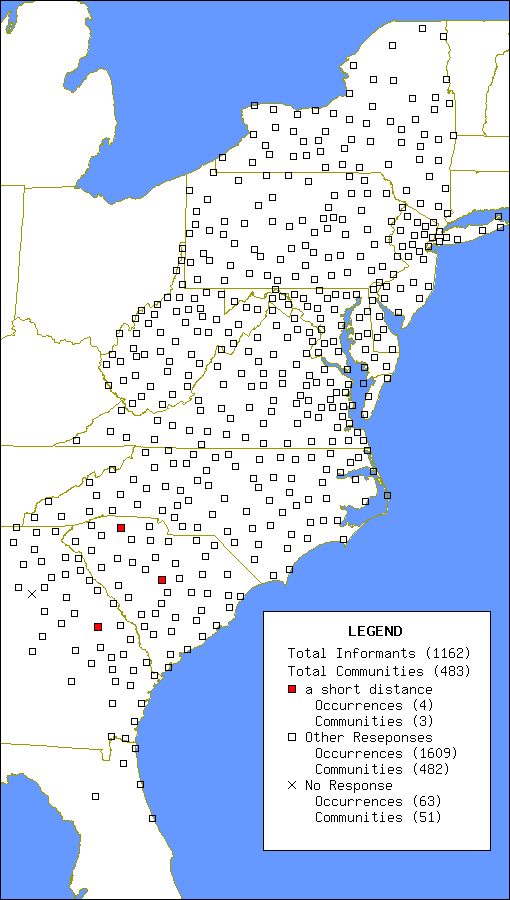 LEGEND
Total Informants (1162)
Total Communities (483)
a short distance
Occurrences (4)
Communities (3)
Other Reseponses
Occurrences (1609)
Communities (482)
No Response
Occurrences (63)
Communities (51)